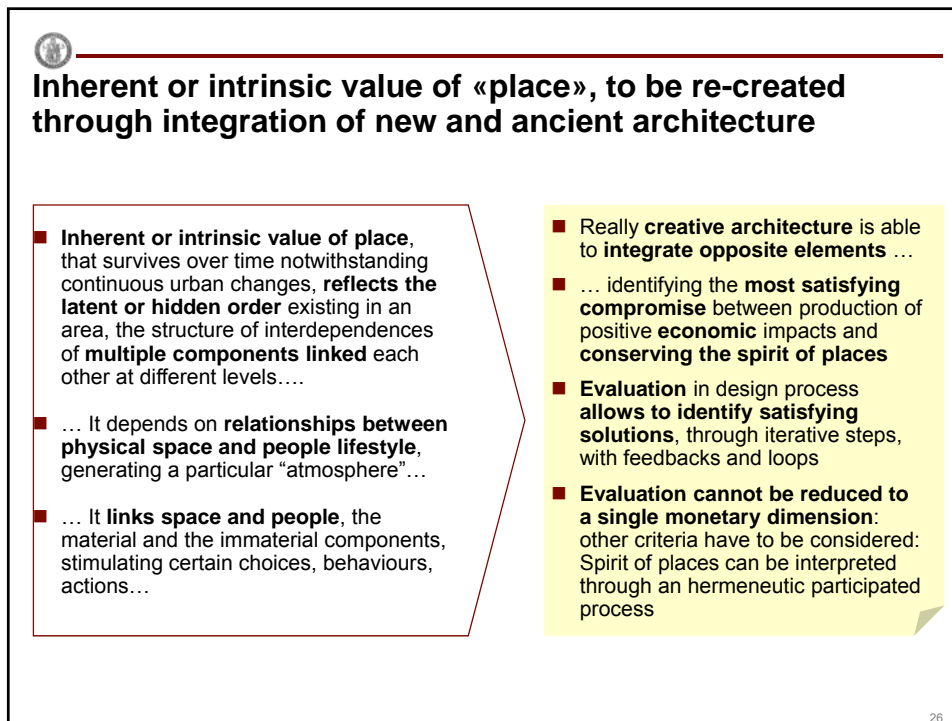 Inherent or intrinsic value of «place», to be re-created
through integration of new and ancient architecture
■ Inherent or intrinsic value of place,
that survives over time notwithstanding
continuous urban changes, reflects the
latent or hidden order existing in an
area, the structure of interdependences
of multiple components linked each
other at different levels….
■ … It depends on relationships between
physical space and people lifestyle,
generating a particular “atmosphere”…
■ … It links space and people, the
material and the immaterial components,
stimulating certain choices, behaviours,
actions…
■ Really creative architecture is able
to integrate opposite elements …
■ … identifying the most satisfying
compromise between production of
positive economic impacts and
conserving the spirit of places
■ Evaluation in design process
allows to identify satisfying
solutions, through iterative steps,
with feedbacks and loops
■ Evaluation cannot be reduced to
a single monetary dimension:
other criteria have to be considered:
Spirit of places can be interpreted
through an hermeneutic participated
process
26